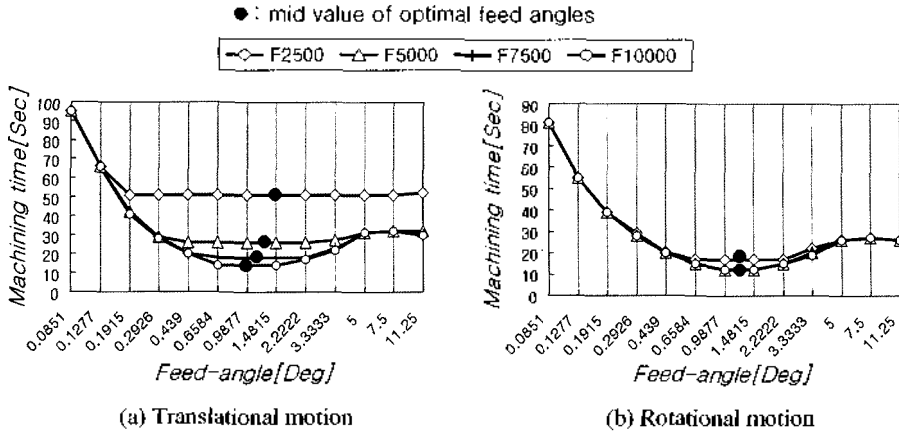 ● : mid value of optimal feed angles
F2500 F5000 F7500 F10000
Machining time[Sec]
100
90
80
70
60
50
40
30
20
10
0
0.0851 0.1277 0.1915 0.2926 0.439 0.6584 0.9877 1.4815 2.2222 3.3333 5 7.5 11.25
Feed-angle[Deg]
(a) Translational motion
Machining time[Sec]
90
80
70
60
50
40
30
20
10
0
0.0851 0.1277 0.1915 0.2926 0.439 0.6584 0.9877 1.4815 2.2222 3.3333 5 7.5 11.25
Feed-angle[Deg]
(b) Rotational motion